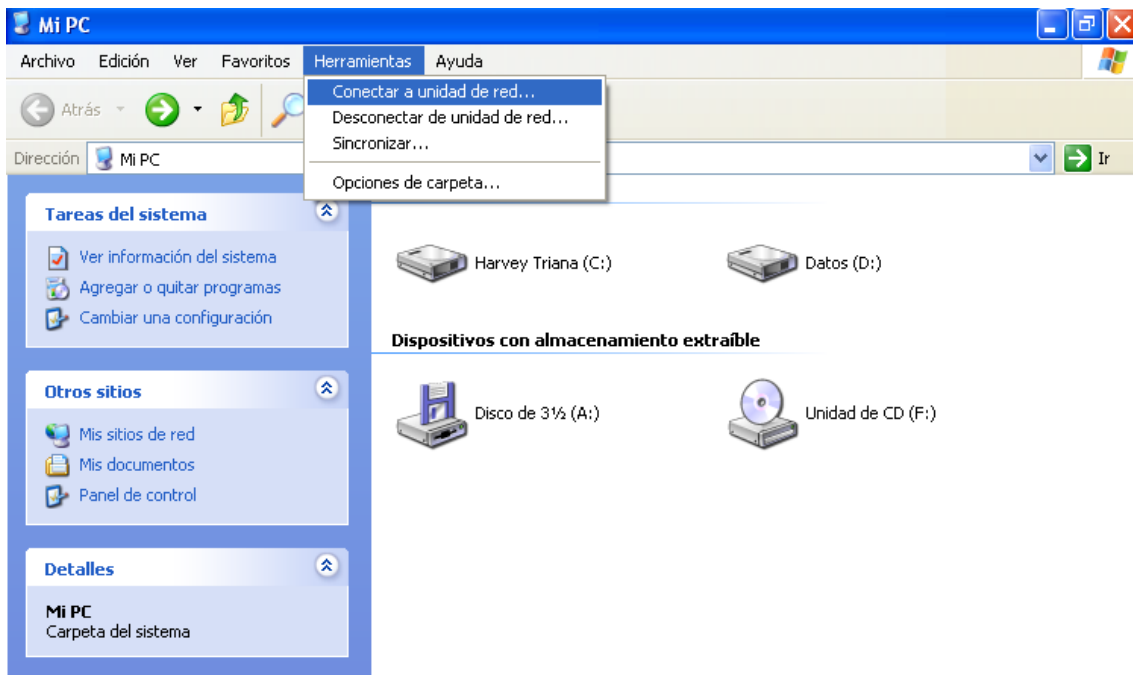 Mi PC
Archivo Edición Ver Favoritos Herramientas Ayuda
Conectar a unidad de red...
Desconectar de unidad de red...
Sincronizar...
Opciones de carpeta...
Atrás
Dirección Mi PC Ir
Tareas del sistema
Ver información del sistema
Agregar o quitar programas
Cambiar una configuración
Otros sitios
Mis sitios de red
Mis documentos
Panel de control
Detalles
Mi PC
Carpeta del sistema
Harvey Triana (C:) Datos (D:)
Dispositivos con almacenamiento extraíble
Disco de 3½ (A:) Unidad de CD (F:)